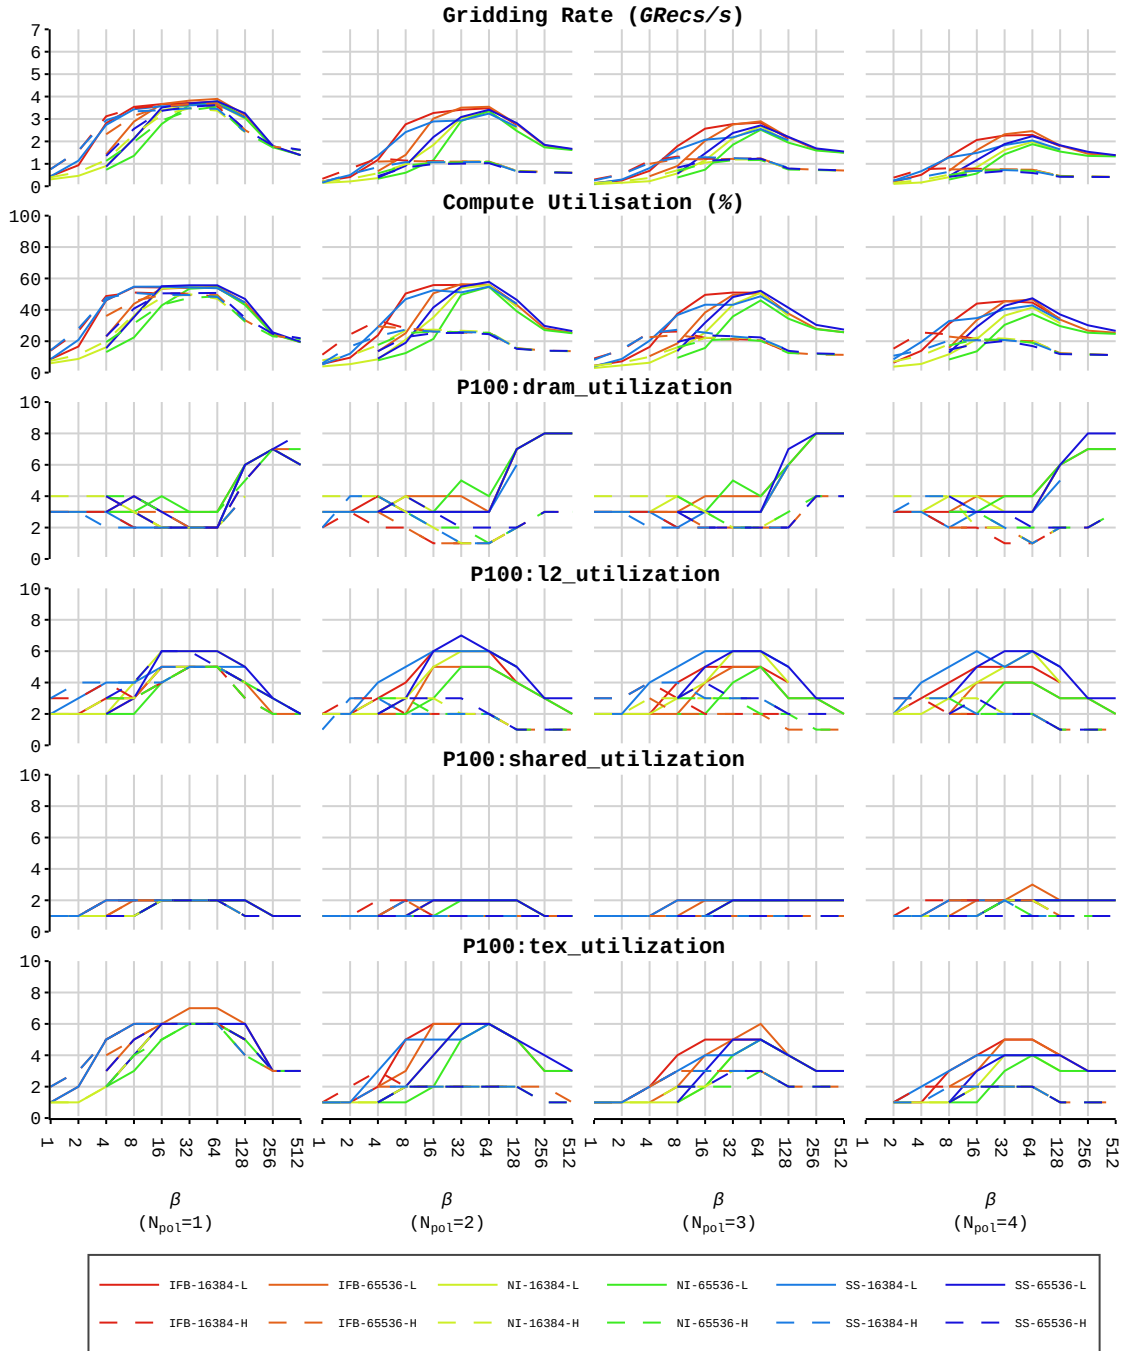 Gridding Rate (GRecs/s)
7
6
5
4
3
2
1
0
Compute Utilisation (%)
100
80
60
40
20
0
P100:dram_utilization
10
8
6
4
2
0
P100:l2_utilization
10
8
6
4
2
0
P100:shared_utilization
10
8
6
4
2
0
P100:tex_utilization
10
8
6
4
2
0
1 2 4 8 16 32 64 128 256 512
1 2 4 8 16 32 64 128 256 512
1 2 4 8 16 32 64 128 256 512
1 2 4 8 16 32 64 128 256 512
β β β β
(Npol=1) (Npol=2) (Npol=3) (Npol=4)
IFB-16384-L IFB-65536-L NI-16384-L NI-65536-L SS-16384-L SS-65536-L
IFB-16384-H IFB-65536-H NI-16384-H NI-65536-H SS-16384-H SS-65536-H